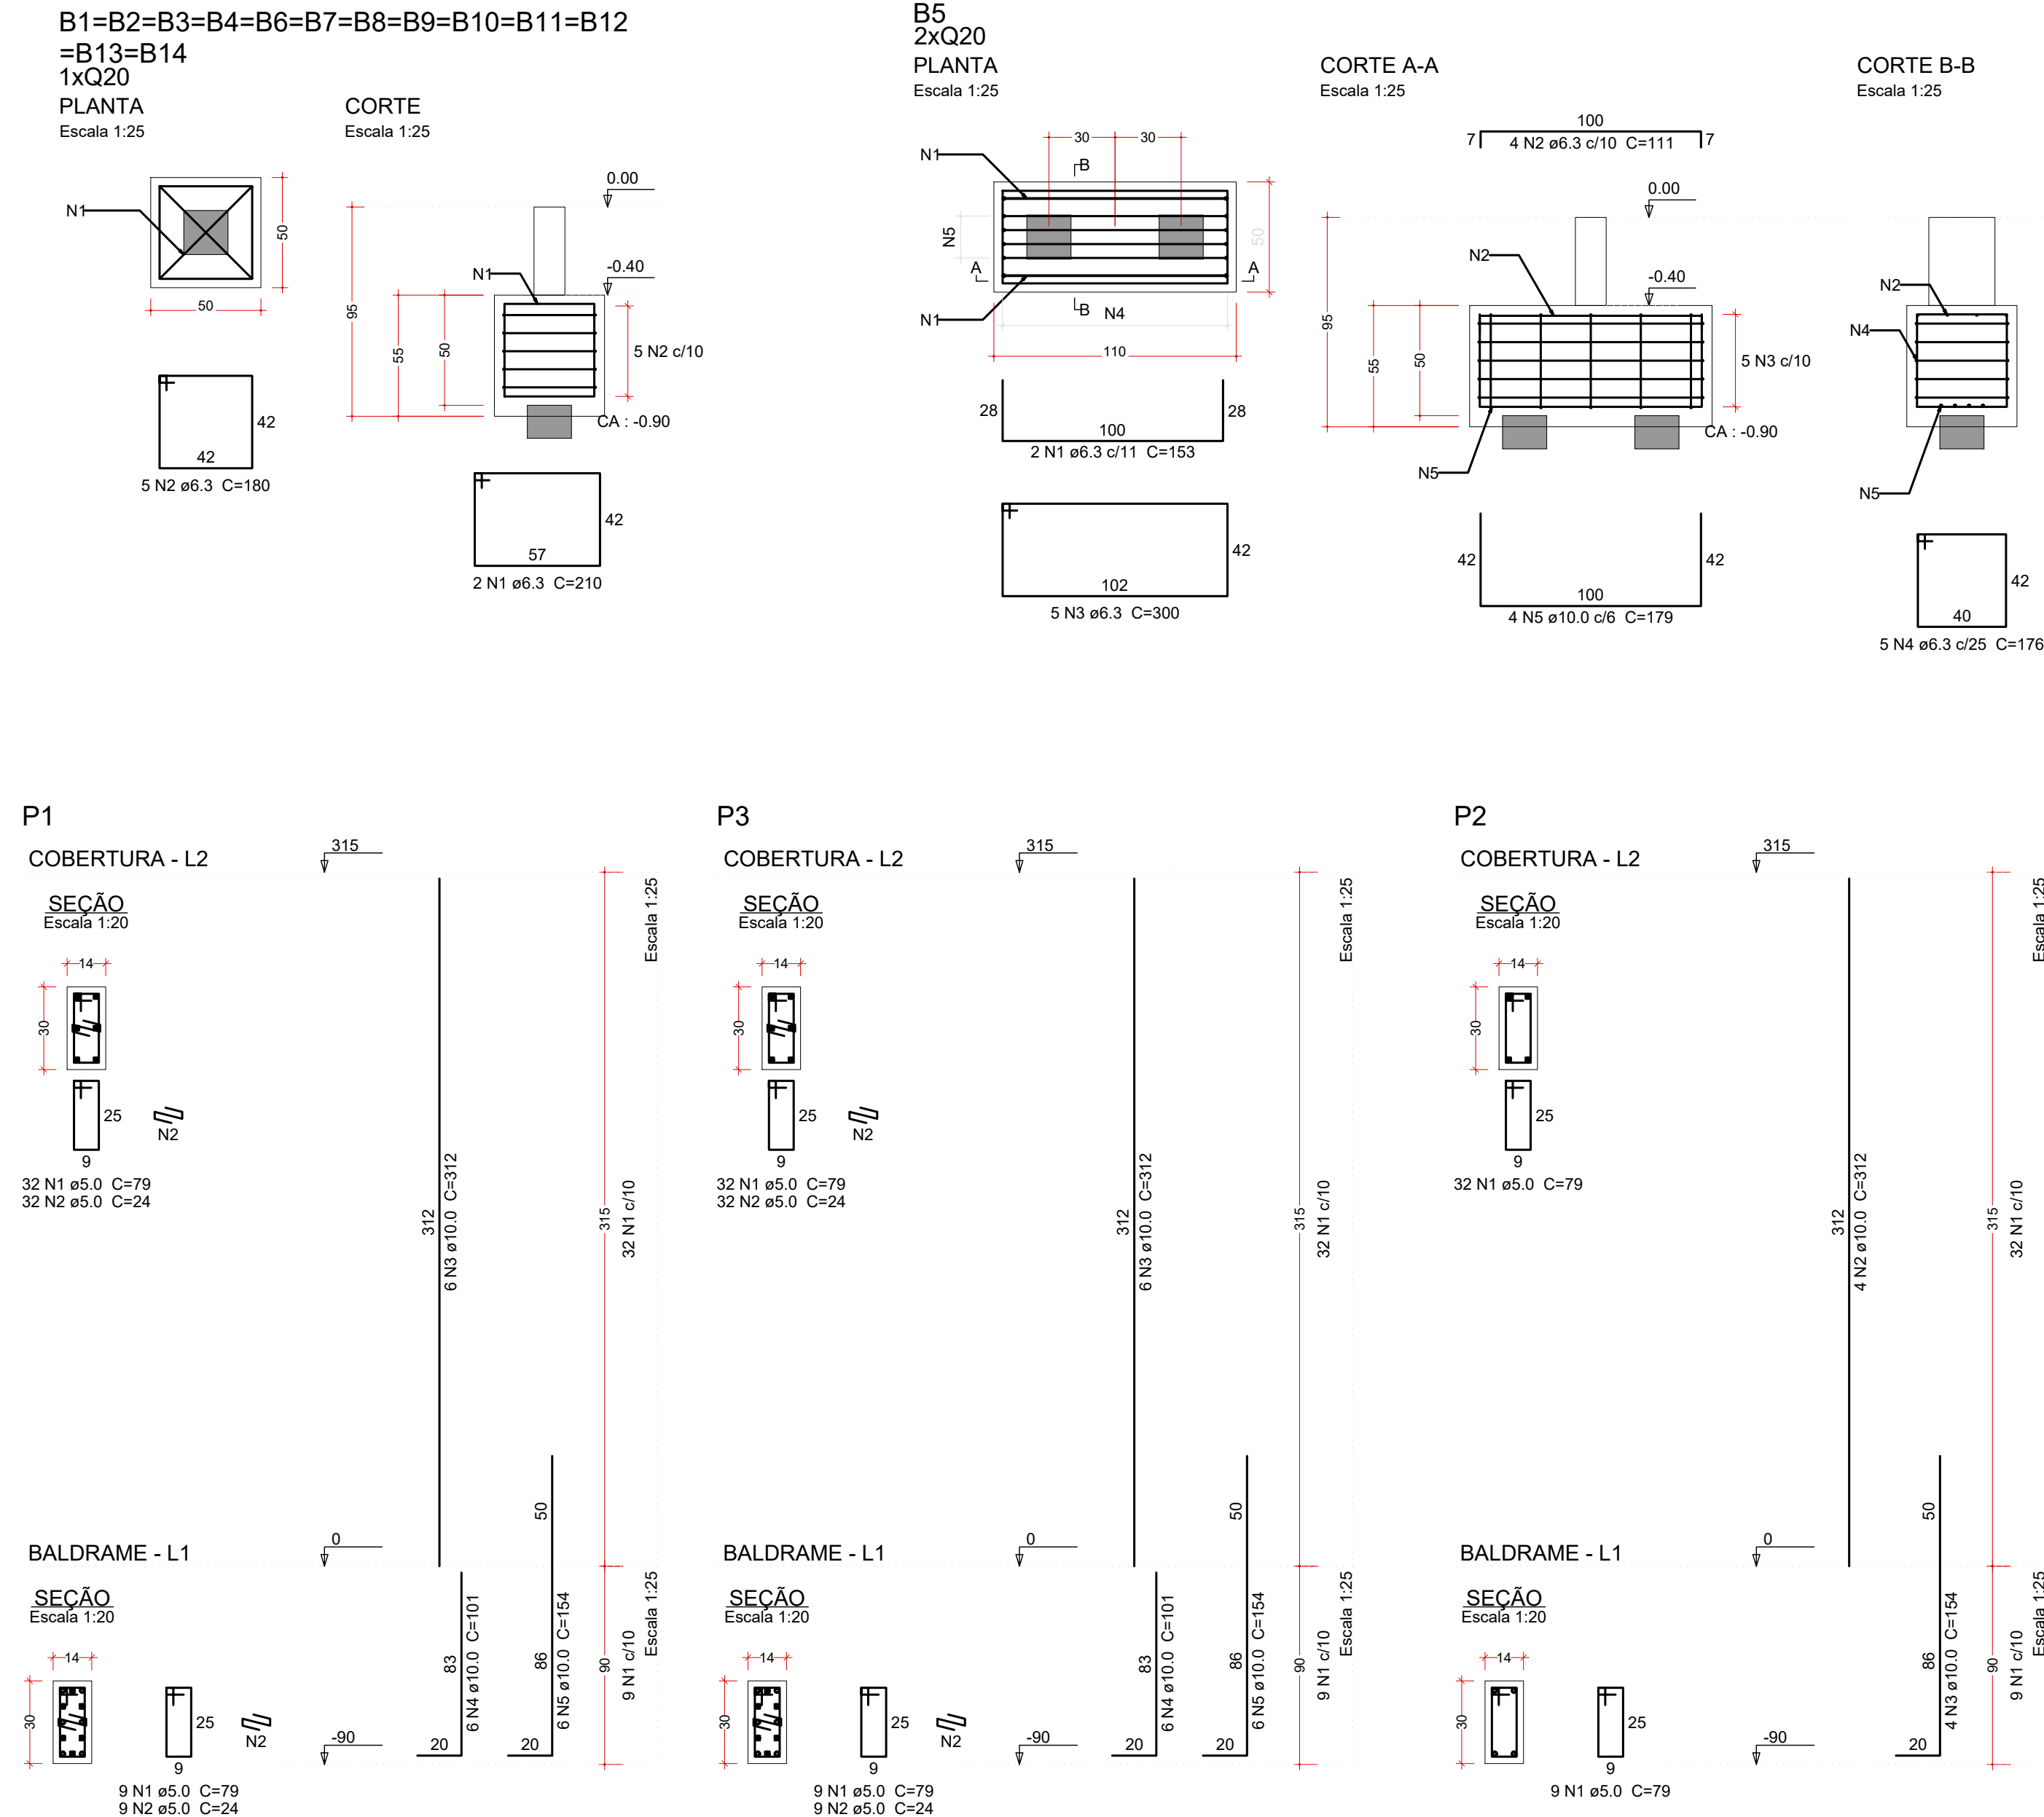 B1=B2=B3=B4=B6=B7=B8=B9=B10=B11=B12
=B13=B14
1xQ20
PLANTA
Escala 1:25
CORTE
Escala 1:25
N1
50
50
42
42
5 N2 ø6.3 C=180
0.00
-0.40
N1
95
55
50
5 N2 c/10
CA : -0.90
42
57
2 N1 ø6.3 C=210
B5
2xQ20
PLANTA
Escala 1:25
30
30
N1
B
N5
50
A
A
B
N4
N1
110
28
28
100
2 N1 ø6.3 c/11 C=153
42
102
5 N3 ø6.3 C=300
CORTE A-A
Escala 1:25
100
7
4 N2 ø6.3 c/10 C=111
7
0.00
N2
-0.40
95
55
50
5 N3 c/10
CA : -0.90
N5
42
42
100
4 N5 ø10.0 c/6 C=179
CORTE B-B
Escala 1:25
N2
N4
N5
42
40
5 N4 ø6.3 c/25 C=176
P1
COBERTURA - L2
315
SEÇÃO
Escala 1:20
Escala 1:25
14
30
25
N2
9
32 N1 ø5.0 C=79
32 N2 ø5.0 C=24
312
6 N3 ø10.0 C=312
315
32 N1 c/10
50
BALDRAME - L1
0
SEÇÃO
Escala 1:20
Escala 1:25
14
30
25
N2
9
9 N1 ø5.0 C=79
9 N2 ø5.0 C=24
-90
83
6 N4 ø10.0 C=101
20
86
6 N5 ø10.0 C=154
20
90
9 N1 c/10
P3
COBERTURA - L2
315
SEÇÃO
Escala 1:20
Escala 1:25
14
30
25
N2
9
32 N1 ø5.0 C=79
32 N2 ø5.0 C=24
312
6 N3 ø10.0 C=312
315
32 N1 c/10
50
BALDRAME - L1
0
SEÇÃO
Escala 1:20
Escala 1:25
14
30
25
N2
9
9 N1 ø5.0 C=79
9 N2 ø5.0 C=24
-90
83
6 N4 ø10.0 C=101
20
86
6 N5 ø10.0 C=154
20
90
9 N1 c/10
P2
COBERTURA - L2
315
SEÇÃO
Escala 1:20
Escala 1:25
14
30
25
9
32 N1 ø5.0 C=79
312
4 N2 ø10.0 C=312
315
32 N1 c/10
50
BALDRAME - L1
0
SEÇÃO
Escala 1:20
Escala 1:25
14
30
25
9
9 N1 ø5.0 C=79
-90
86
4 N3 ø10.0 C=154
20
90
9 N1 c/10